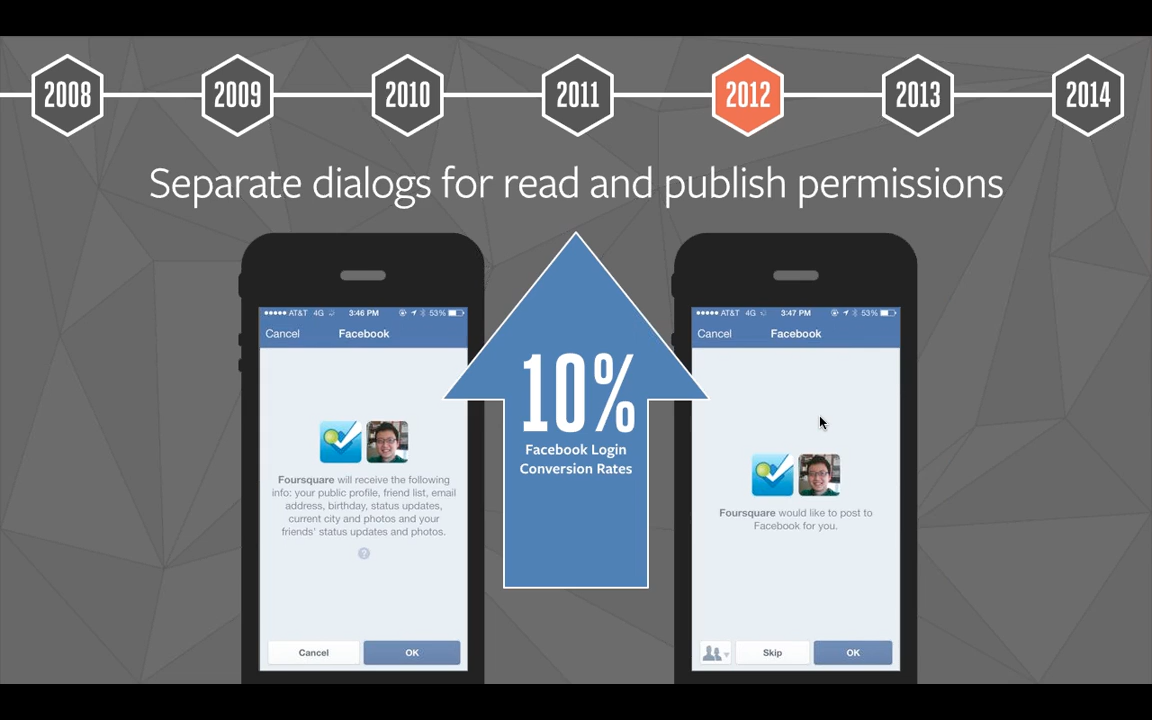 2008 2009 2010 2011 2012 2013 2014
Separate dialogs for read and publish permissions
AT&T 4G 3:46 PM 53%
Cancel Facebook
Foursquare will receive the following
info: your public profile, friend list, email
address, birthday, status updates,
current city and photos and your
friends' status updates and photos.
?
Cancel OK
10%
Facebook Login
Conversion Rates
AT&T 4G 3:47 PM 53%
Cancel Facebook
Foursquare would like to post to
Facebook for you.
Skip OK